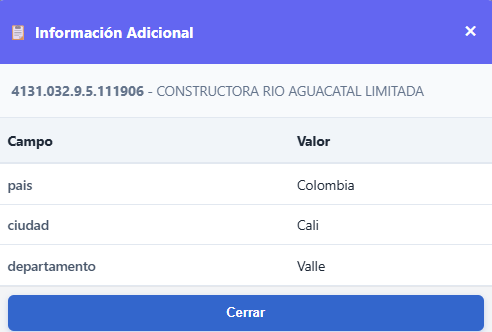 Información Adicional ×
4131.032.9.5.111906 - CONSTRUCTORA RIO AGUACATAL LIMITADA
Campo Valor
pais Colombia
ciudad Cali
departamento Valle
Cerrar